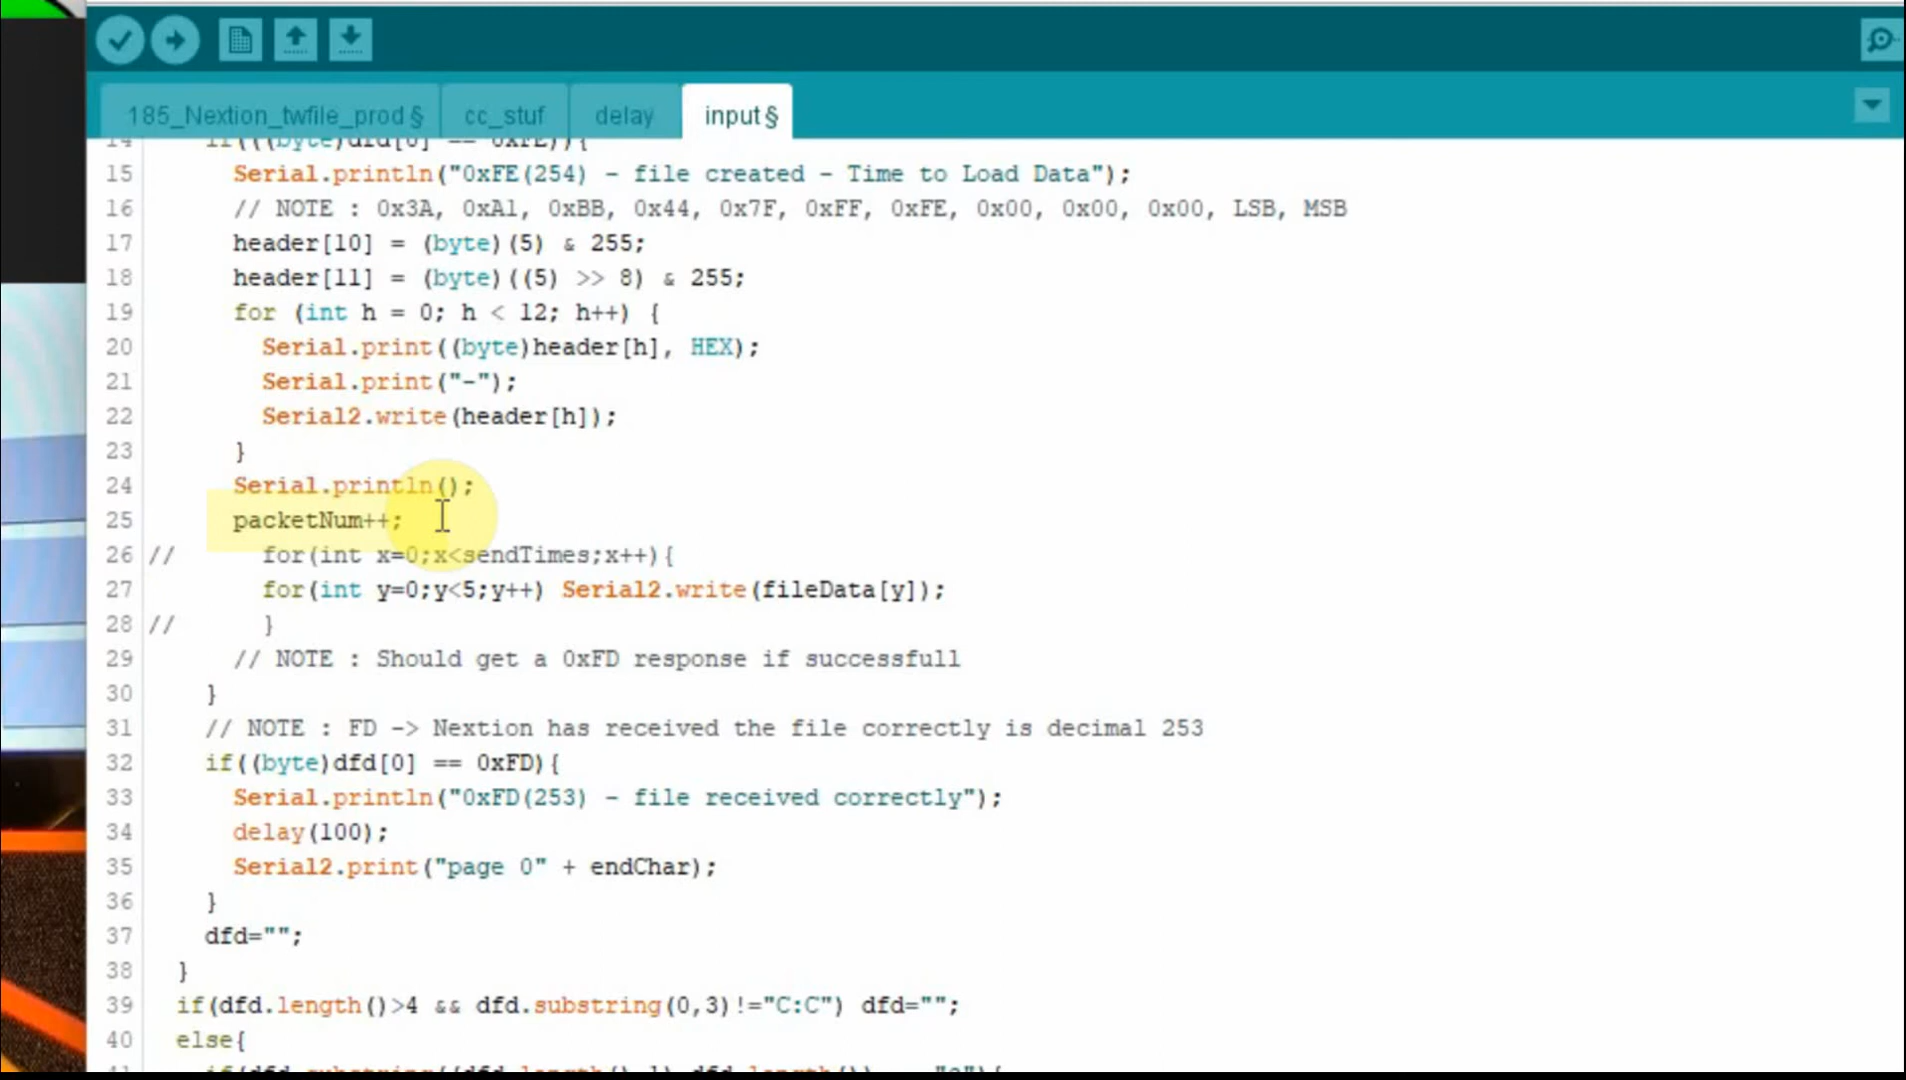 185_Nextion_twfile_prod §
cc_stuf
delay
input §
14 if(((byte)dfd[0] == 0xFE)){
15 Serial.println("0xFE(254) - file created - Time to Load Data");
16 // NOTE : 0x3A, 0xA1, 0xBB, 0x44, 0x7F, 0xFF, 0xFE, 0x00, 0x00, 0x00, LSB, MSB
17 header[10] = (byte)(5) & 255;
18 header[11] = (byte)((5) >> 8) & 255;
19 for (int h = 0; h < 12; h++) {
20 Serial.print((byte)header[h], HEX);
21 Serial.print("-");
22 Serial2.write(header[h]);
23 }
24 Serial.println();
25 packetNum++;
26 // for(int x=0;x<sendTimes;x++){
27 for(int y=0;y<5;y++) Serial2.write(fileData[y]);
28 // }
29 // NOTE : Should get a 0xFD response if successfull
30 }
31 // NOTE : FD -> Nextion has received the file correctly is decimal 253
32 if((byte)dfd[0] == 0xFD){
33 Serial.println("0xFD(253) - file received correctly");
34 delay(100);
35 Serial2.print("page 0" + endChar);
36 }
37 dfd="";
38 }
39 if(dfd.length()>4 && dfd.substring(0,3)!="C:C") dfd="";
40 else{